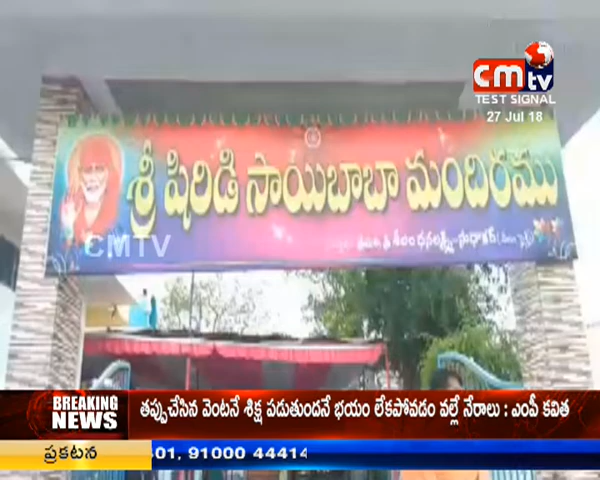 cmtv
TEST SIGNAL
27 Jul 18
శ్రీ షిరిడి సాయిబాబా మందిరము
CMTV
BREAKING
NEWS
తప్పుచేసిన వెంటనే శిక్ష పడుతుందనే భయం లేకపోవడం వల్లే నేరాలు : ఎంపీ కవిత
ప్రకటన
01, 91000 44414